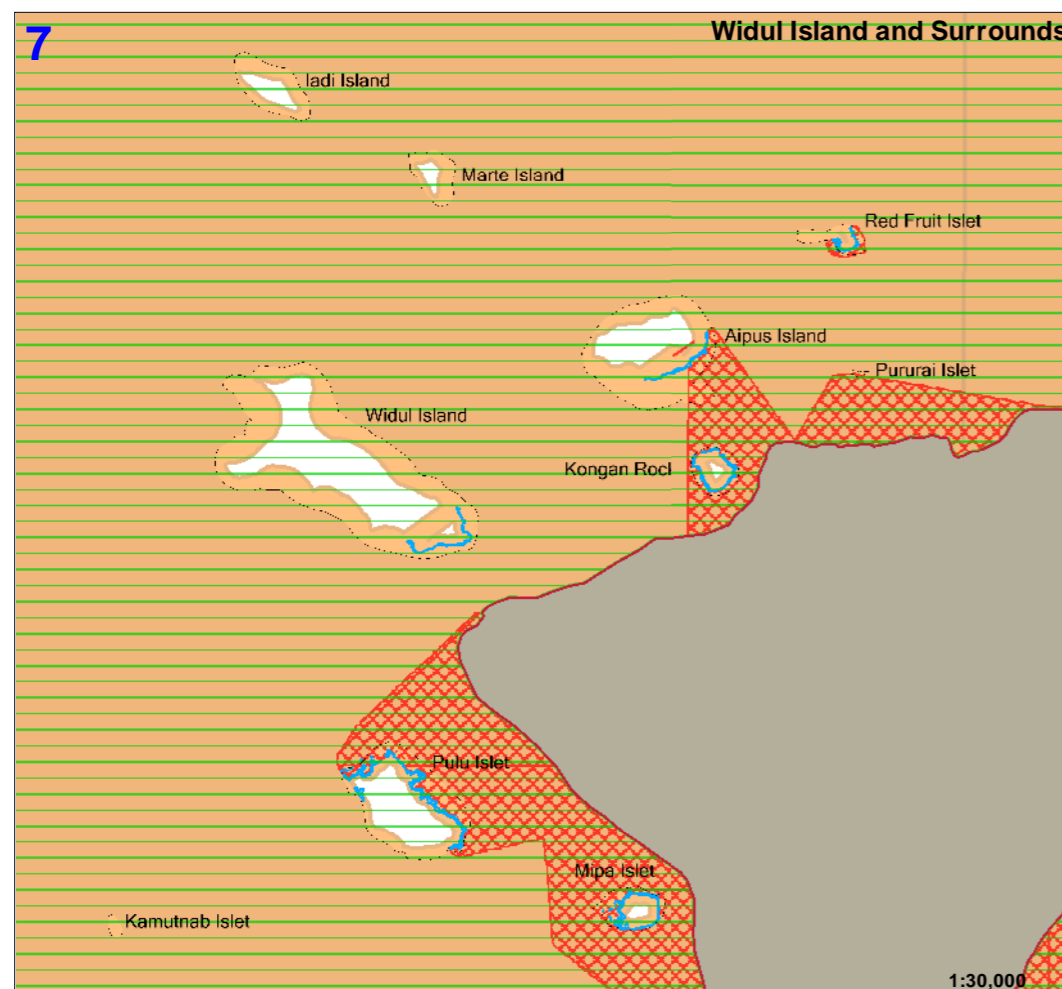 7
Widul Island and Surrounds
Iadi Island
Marte Island
Red Fruit Islet
Aipus Island
Pururai Islet
Widul Island
Kongan Rocl
Pulu Islet
Mipa Islet
Kamutnab Islet
1:30,000